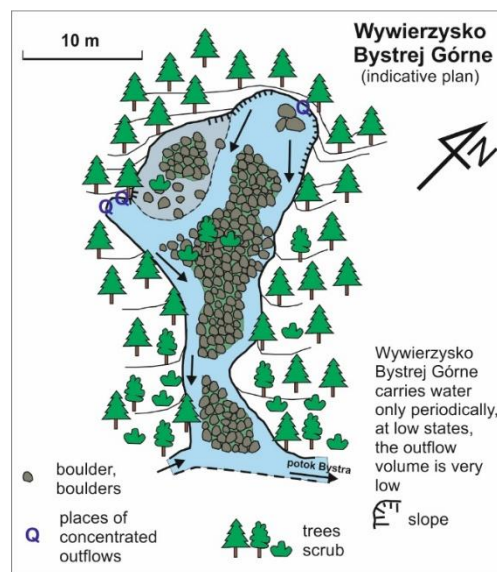 10 m
Wywierzysko
Bystrej Górne
(indicative plan)
N
Q
Q
Q
Wywierzysko
Bystrej Górne
carries water
only periodically,
at low states,
the outflow
volume is very
low
potok Bystra
boulder,
boulders
Q
places of
concentrated
outflows
trees
scrub
slope